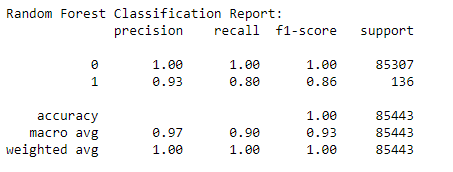 Random Forest Classification Report:
precision recall f1-score support
0 1.00 1.00 1.00 85307
1 0.93 0.80 0.86 136
accuracy 1.00 85443
macro avg 0.97 0.90 0.93 85443
weighted avg 1.00 1.00 1.00 85443